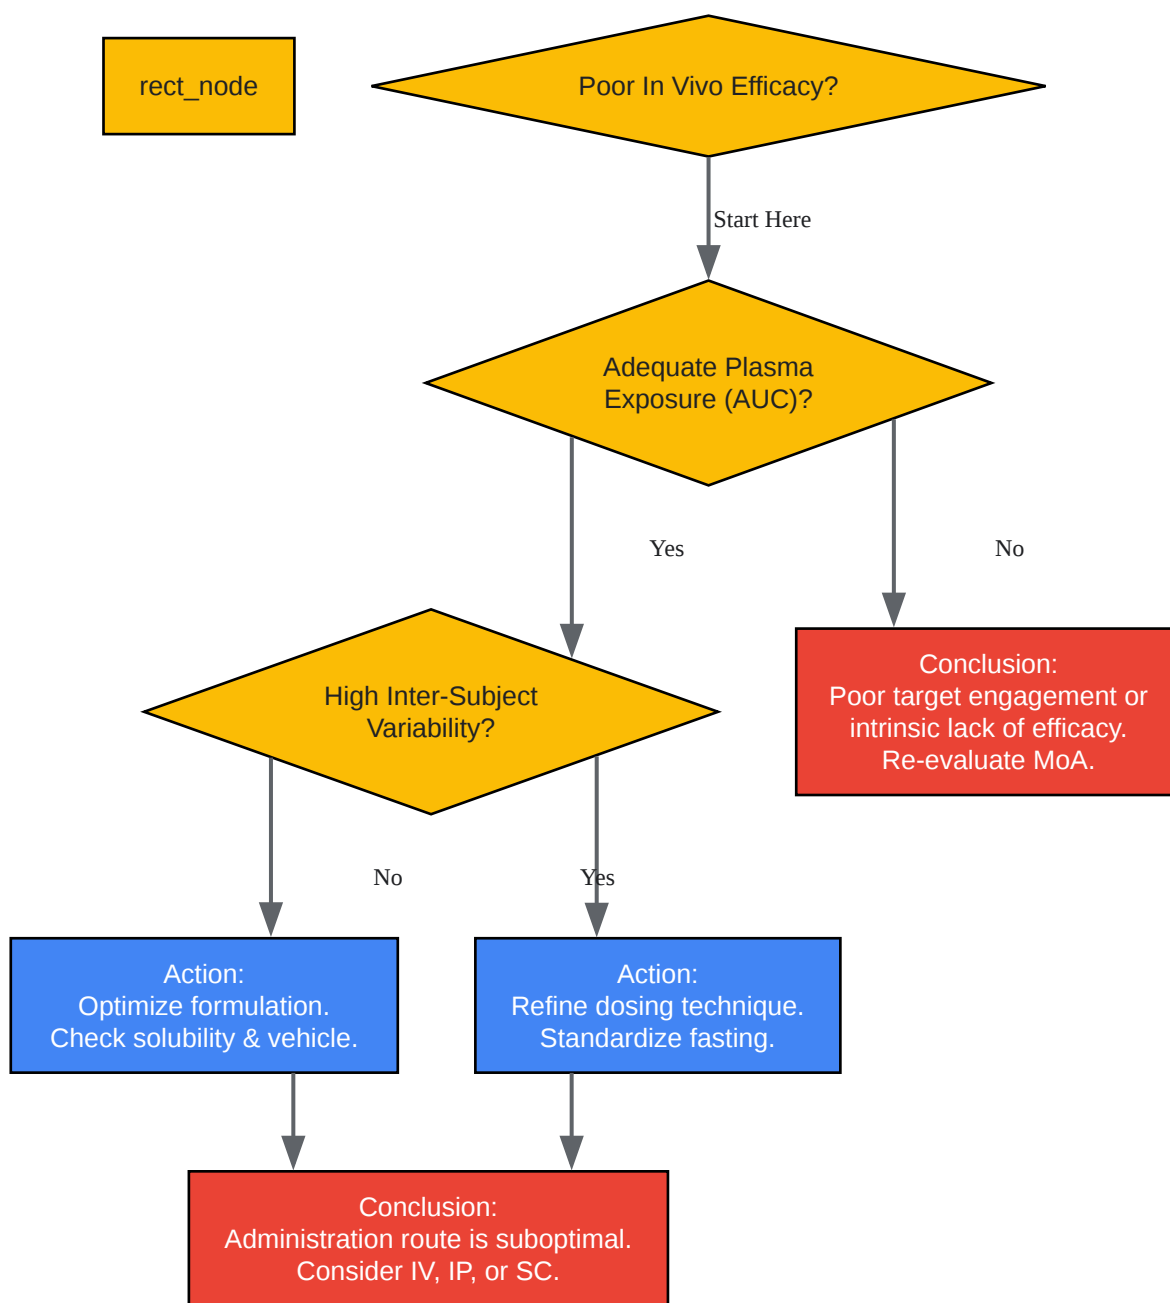 rect_node
Poor In Vivo Efficacy?
Start Here
Adequate Plasma
Exposure (AUC)?
Yes
No
High Inter-Subject
Variability?
Conclusion:
Poor target engagement or
intrinsic lack of efficacy.
Re-evaluate MoA.
No
Yes
Action:
Optimize formulation.
Check solubility & vehicle.
Action:
Refine dosing technique.
Standardize fasting.
Conclusion:
Administration route is suboptimal.
Consider IV, IP, or SC.